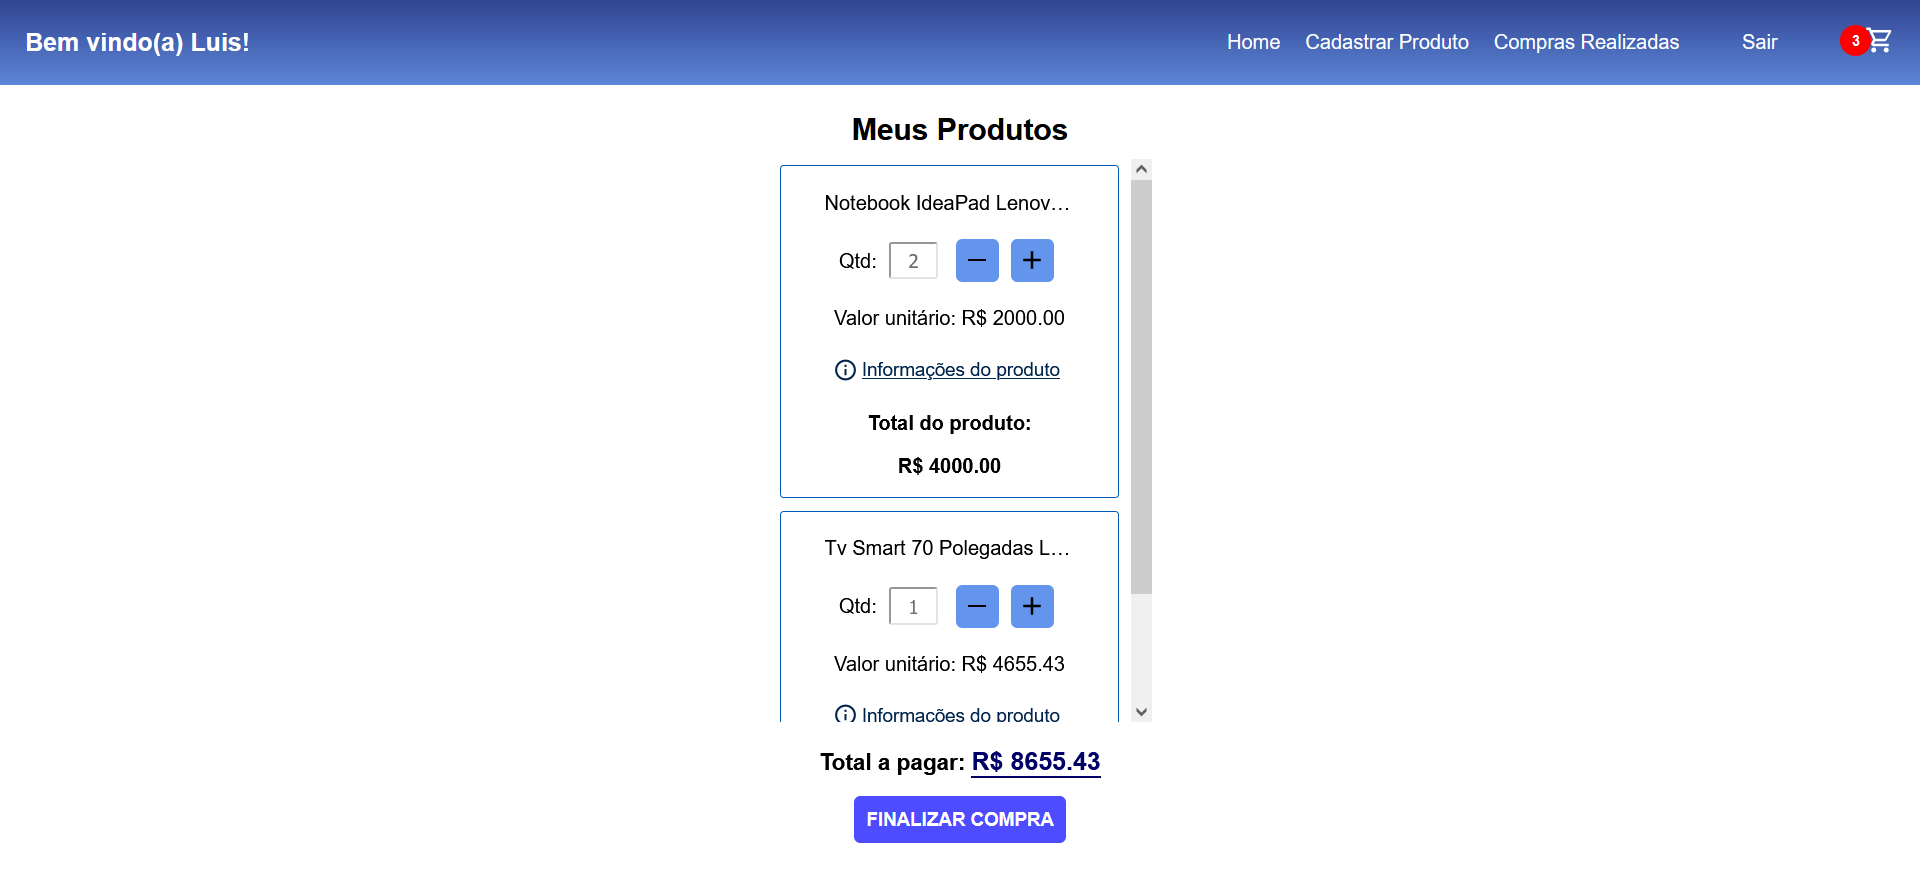 Bem vindo(a) Luis!
Home Cadastrar Produto Compras Realizadas Sair 3
Meus Produtos
Notebook IdeaPad Lenov...
Qtd: 2
Valor unitário: R$ 2000.00
Informações do produto
Total do produto:
R$ 4000.00
Tv Smart 70 Polegadas L...
Qtd: 1
Valor unitário: R$ 4655.43
Informações do produto
Total a pagar: R$ 8655.43
FINALIZAR COMPRA